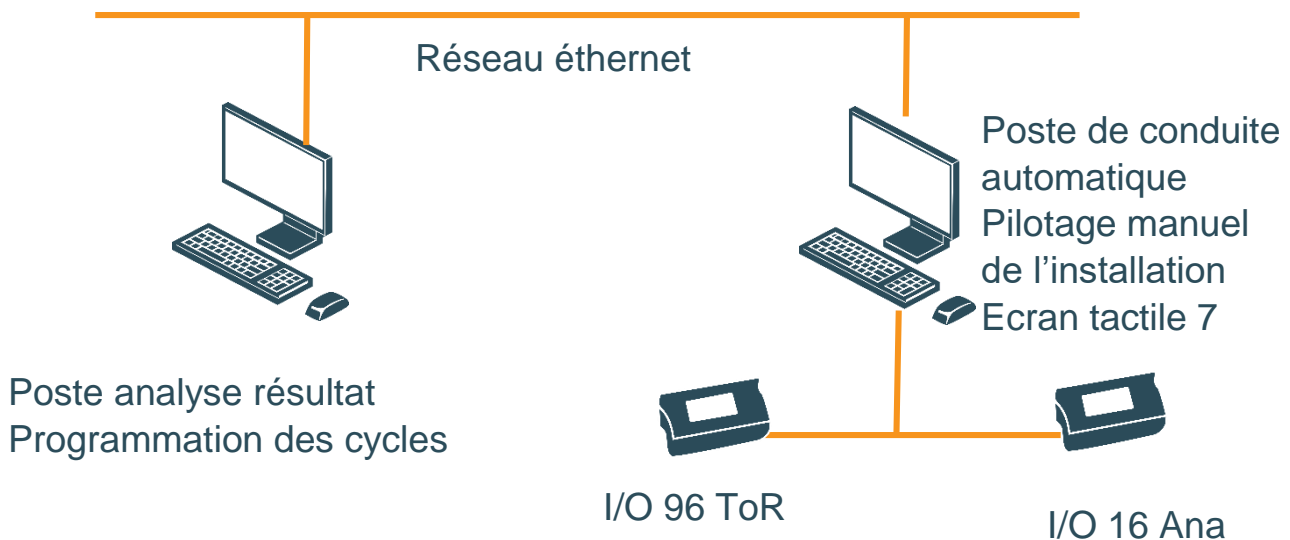 Réseau éthernet
Poste de conduite
automatique
Pilotage manuel
de l’installation
Ecran tactile 7
Poste analyse résultat
Programmation des cycles
I/O 96 ToR
I/O 16 Ana